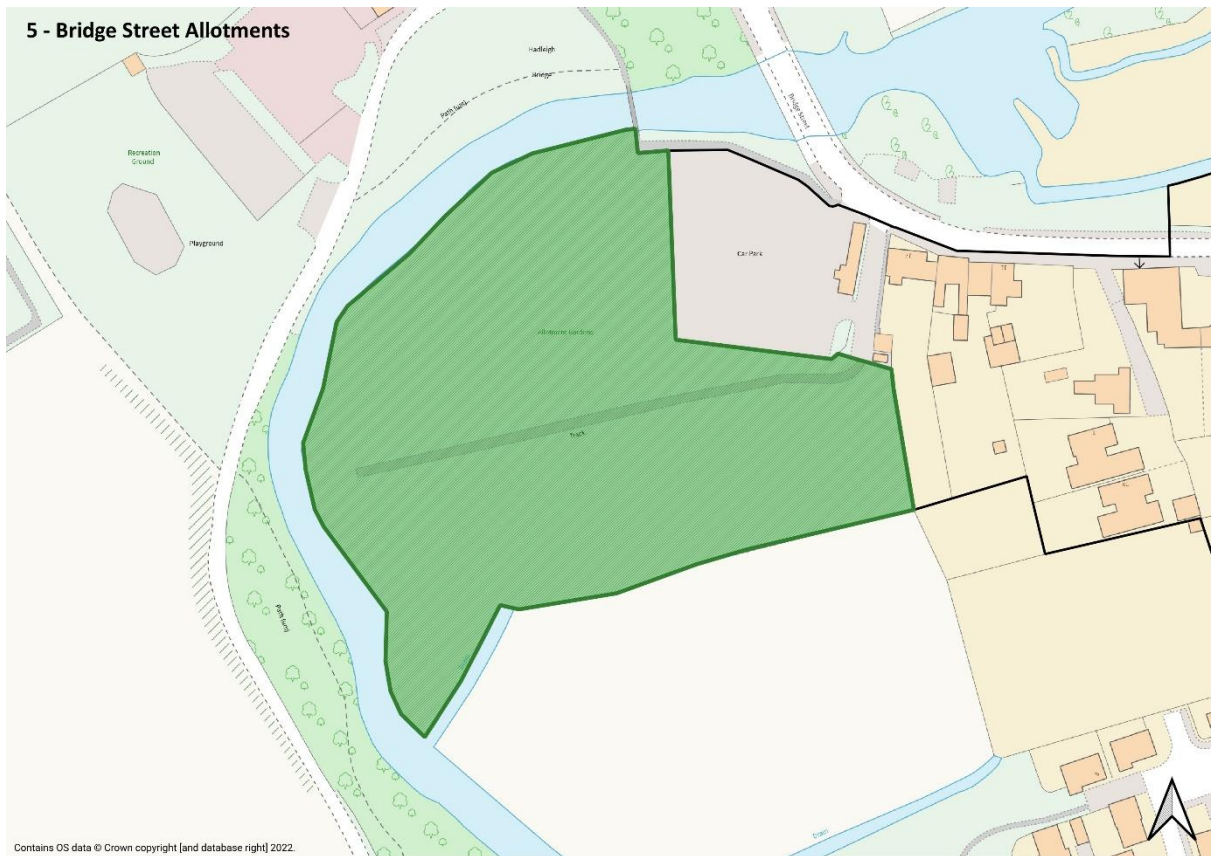 5 - Bridge Street Allotments
Hadleigh
Bridge
Path (um)
Bridge Street
Recreation
Ground
Playground
Car Park
Allotment Gardens
Track
Path (um)
Drain
Contains OS data © Crown copyright [and database right] 2022.